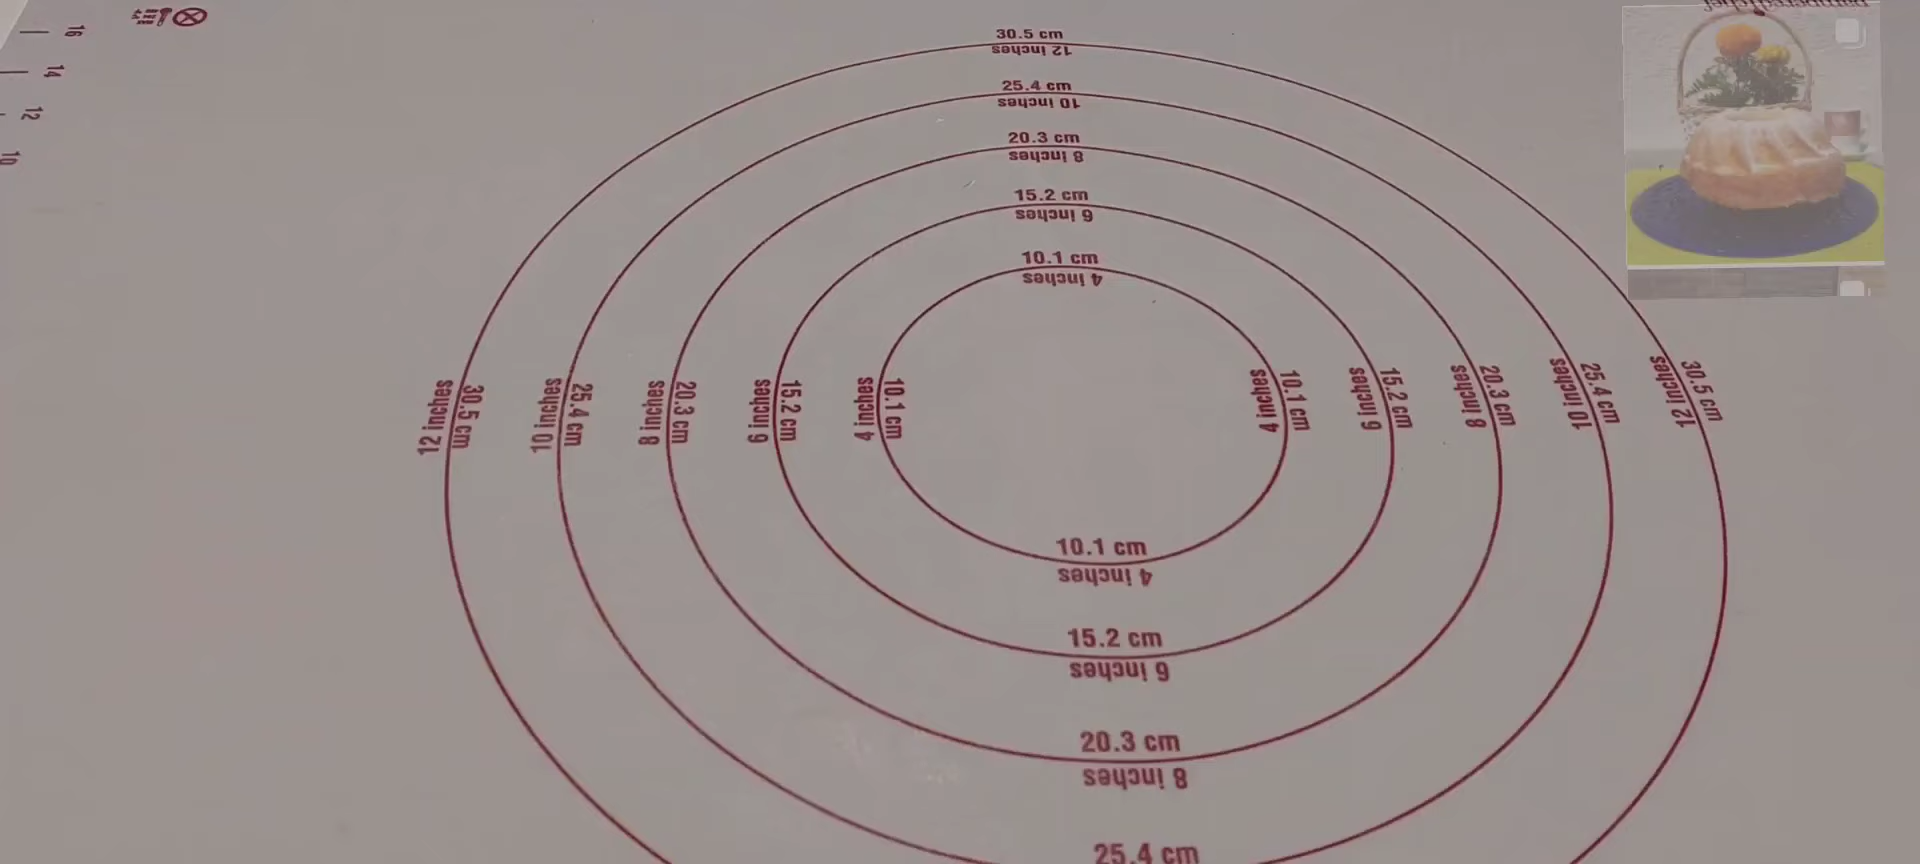 30.5 cm
12 inches
25.4 cm
10 inches
20.3 cm
8 inches
15.2 cm
6 inches
10.1 cm
4 inches
16
14
12
10
12 inches
30.5 cm
10 inches
25.4 cm
8 inches
20.3 cm
6 inches
15.2 cm
4 inches
10.1 cm
4 inches
10.1 cm
6 inches
15.2 cm
8 inches
20.3 cm
10 inches
25.4 cm
12 inches
30.5 cm
10.1 cm
4 inches
15.2 cm
6 inches
20.3 cm
8 inches
25.4 cm